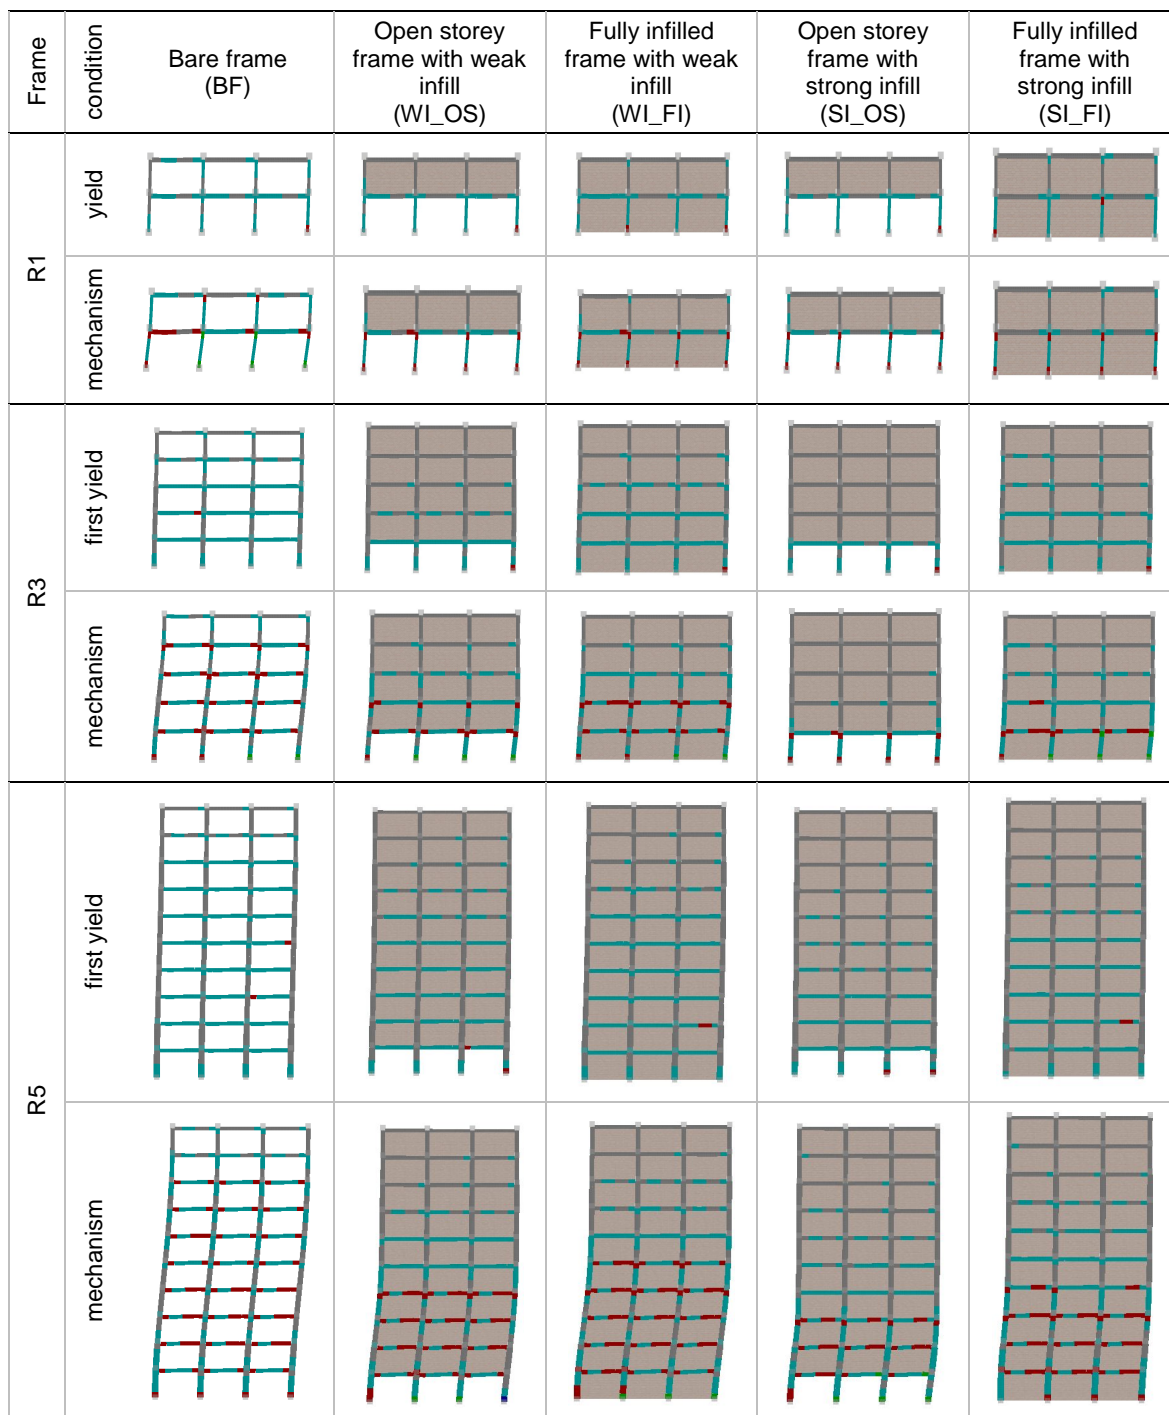 Frame
condition
Bare frame
(BF)
Open storey
frame with weak
infill
(WI_OS)
Fully infilled
frame with weak
infill
(WI_FI)
Open storey
frame with
strong infill
(SI_OS)
Fully infilled
frame with
strong infill
(SI_FI)
R1
yield
mechanism
R3
first yield
mechanism
R5
first yield
mechanism